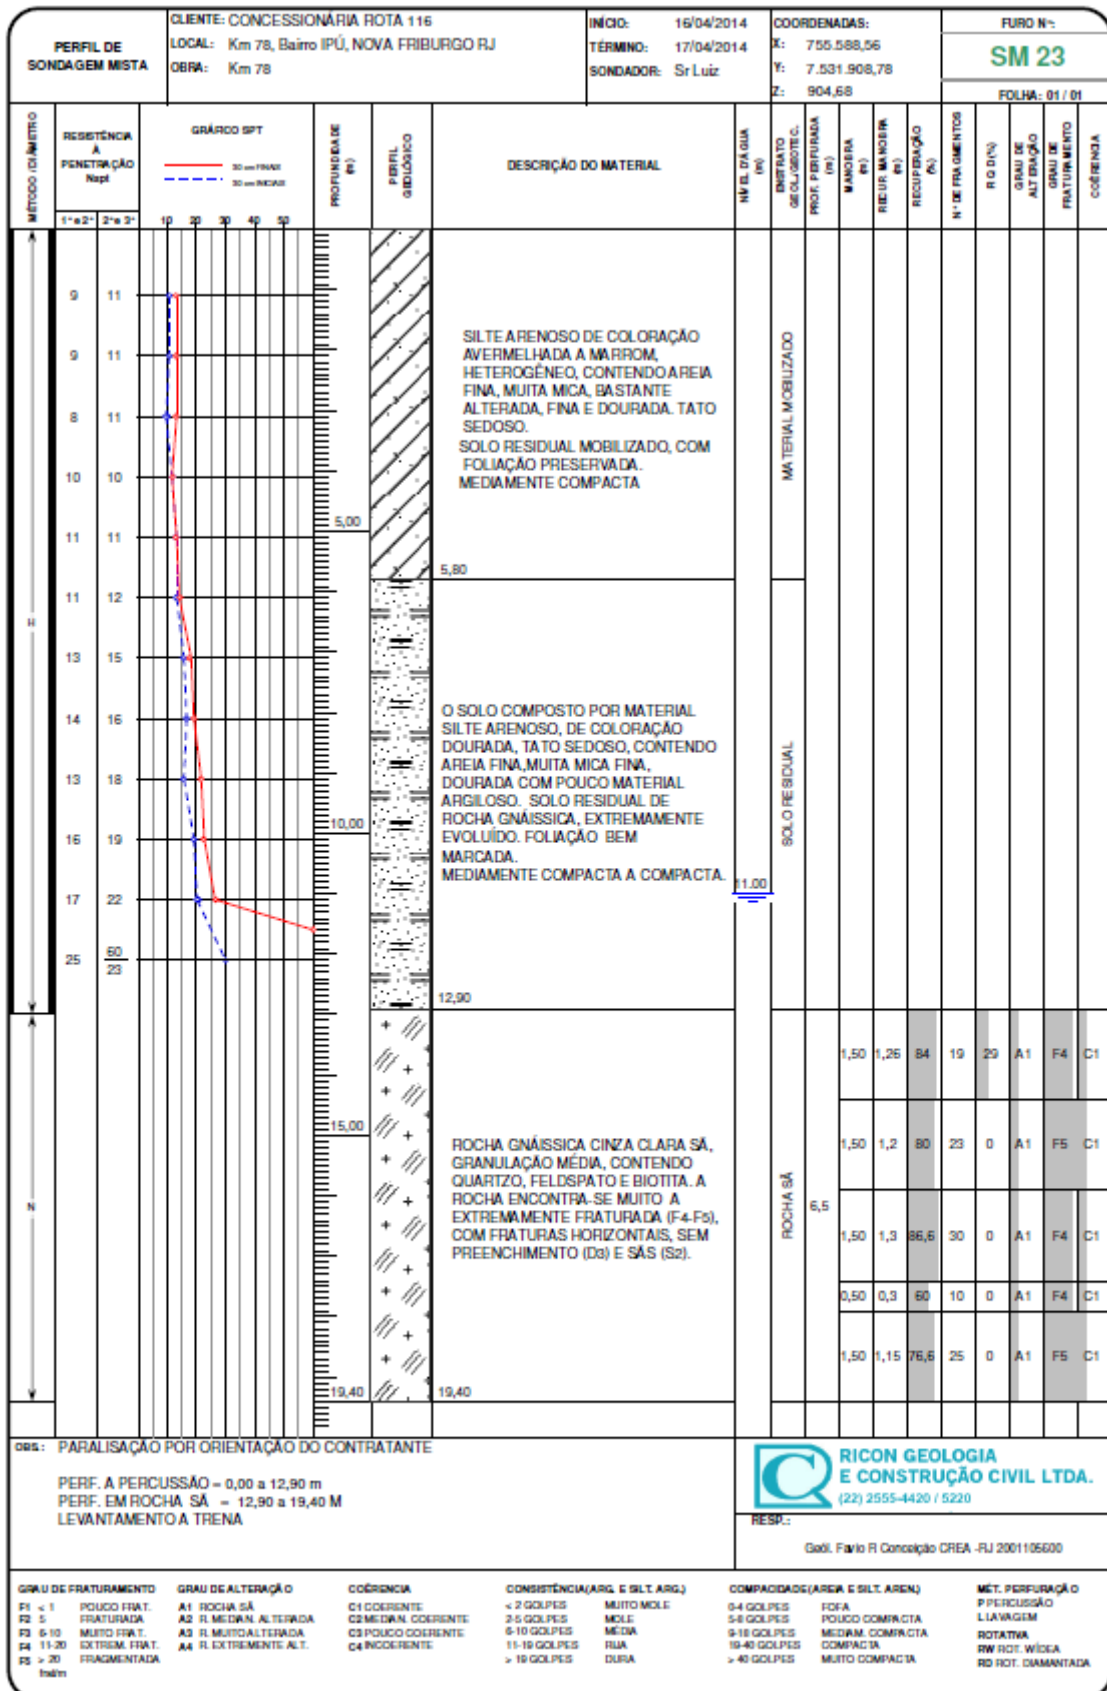 PERFIL DE
SONDAGEM MISTA
CLIENTE: CONCESSIONÁRIA ROTA 116
LOCAL: Km 78, Bairro IPÚ, NOVA FRIBURGO RJ
OBRA: Km 78
INÍCIO: 16/04/2014
TÉRMINO: 17/04/2014
SONDADOR: Sr Luiz
COORDENADAS:
X: 755.588,56
Y: 7.531.908,78
Z: 904,68
FURO Nº:
SM 23
FOLHA: 01 / 01
MÉTODO /DIÂMETRO
RESISTÊNCIA
À
PENETRAÇÃO
Nspt
1ª e 2ª 2ª e 3ª
GRÁFICO SPT
30 cm FINAIS
30 cm INICIAIS
10 20 30 40 50
PROFUNDIDADE
(m)
PERFIL
GEOLÓGICO
DESCRIÇÃO DO MATERIAL
NÍVEL D'ÁGUA
(m)
ENSTRATO
GEOL./GEOTEC.
PROF. PERFURADA
(m)
MANOBRA
(m)
RECUP. MANOBRA
(m)
RECUPERAÇÃO
(%)
Nº DE FRAGMENTOS
R Q D(%)
GRAU DE
ALTERAÇÃO
GRAU DE
FRATURAMENTO
COERÊNCIA
9 11
9 11
8 11
10 10
11 11
11 12
13 15
14 16
13 18
16 19
17 22
25 50
23
H
N
5,00
10,00
15,00
19,40
SILTE ARENOSO DE COLORAÇÃO
AVERMELHADA A MARROM,
HETEROGÊNEO, CONTENDO AREIA
FINA, MUITA MICA, BASTANTE
ALTERADA, FINA E DOURADA. TATO
SEDOSO.
SOLO RESIDUAL MOBILIZADO, COM
FOLIAÇÃO PRESERVADA.
MEDIAMENTE COMPACTA
5,80
MATERIAL MOBILIZADO
O SOLO COMPOSTO POR MATERIAL
SILTE ARENOSO, DE COLORAÇÃO
DOURADA, TATO SEDOSO, CONTENDO
AREIA FINA,MUITA MICA FINA,
DOURADA COM POUCO MATERIAL
ARGILOSO. SOLO RESIDUAL DE
ROCHA GNÁISSICA, EXTREMAMENTE
EVOLUÍDO. FOLIAÇÃO BEM
MARCADA.
MEDIAMENTE COMPACTA A COMPACTA.
11.00
12,90
SOLO RESIDUAL
ROCHA GNÁISSICA CINZA CLARA SÃ,
GRANULAÇÃO MÉDIA, CONTENDO
QUARTZO, FELDSPATO E BIOTITA. A
ROCHA ENCONTRA-SE MUITO A
EXTREMAMENTE FRATURADA (F4-F5),
COM FRATURAS HORIZONTAIS, SEM
PREENCHIMENTO (D3) E SÃS (S2).
19,40
ROCHA SÃ
6,5
1,50 1,26 84 19 29 A1 F4 C1
1,50 1,2 80 23 0 A1 F5 C1
1,50 1,3 86,6 30 0 A1 F4 C1
0,50 0,3 60 10 0 A1 F4 C1
1,50 1,15 76,6 25 0 A1 F5 C1
OBS.: PARALISAÇÃO POR ORIENTAÇÃO DO CONTRATANTE
PERF. A PERCUSSÃO = 0,00 a 12,90 m
PERF. EM ROCHA SÃ = 12,90 a 19,40 M
LEVANTAMENTO A TRENA
RICON GEOLOGIA
E CONSTRUÇÃO CIVIL LTDA.
(22) 2555-4420 / 5220
RESP.:
Geól. Favio R Conceição CREA -RJ 2001105600
GRAU DE FRATURAMENTO
F1 < 1 POUCO FRAT.
F2 5 FRATURADA
F3 6-10 MUITO FRAT.
F4 11-20 EXTREM. FRAT.
F5 > 20 FRAGMENTADA
GRAU DE ALTERAÇÃO
A1 ROCHA SÃ
A2 R. MEDIAN. ALTERADA
A3 R. MUITO ALTERADA
A4 R. EXTREMENTE ALT.
COERENCIA
C1 COERENTE
C2 MEDIAN. COERENTE
C3 POUCO COERENTE
C4 INCOERENTE
CONSISTÊNCIA(ARG. E SILT. ARG.)
< 2 GOLPES MUITO MOLE
2-5 GOLPES MOLE
6-10 GOLPES MÉDIA
11-19 GOLPES RIJA
> 19 GOLPES DURA
COMPACIDADE(AREIA E SILT. AREN.)
0-4 GOLPES FOFA
5-8 GOLPES POUCO COMPACTA
9-18 GOLPES MEDIAM. COMPACTA
19-40 GOLPES COMPACTA
> 40 GOLPES MUITO COMPACTA
MÉT. PERFURAÇÃO
P PERCUSSÃO
L LAVAGEM
ROTATIVA
RW ROT. WÍDEA
RD ROT. DIAMANTADA